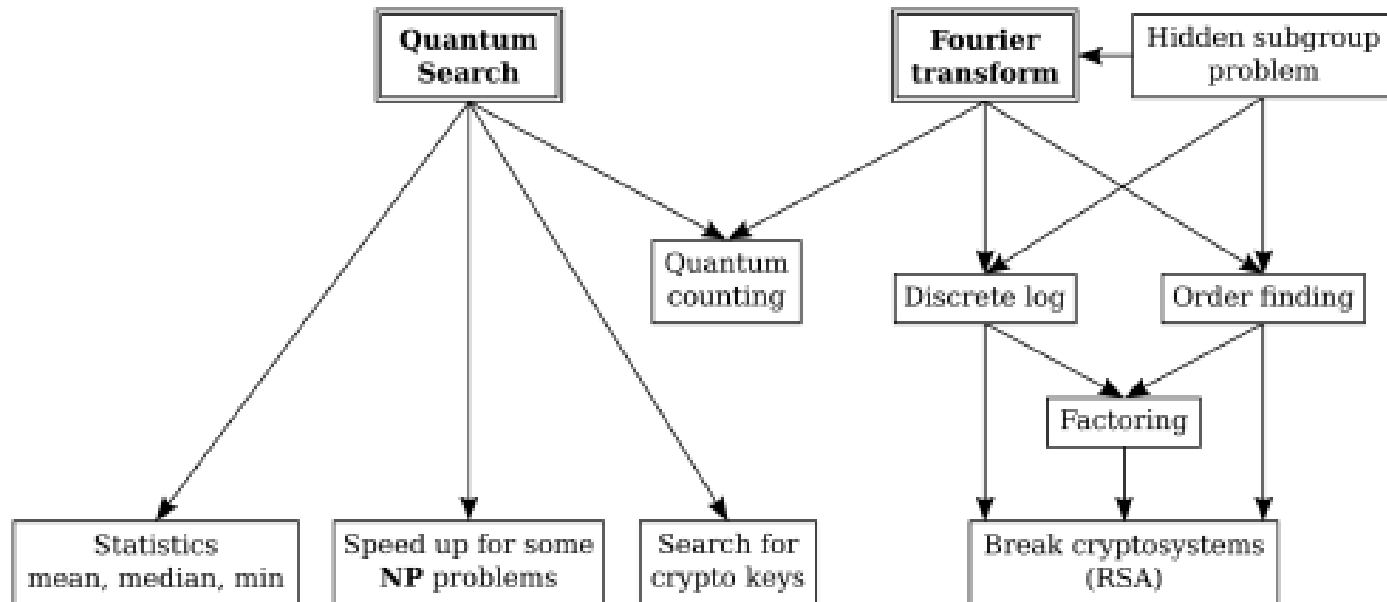 Quantum
Search
Fourier
transform
Hidden subgroup
problem
Quantum
counting
Discrete log
Order finding
Factoring
Statistics
mean, median, min
Speed up for some
NP problems
Search for
crypto keys
Break cryptosystems
(RSA)